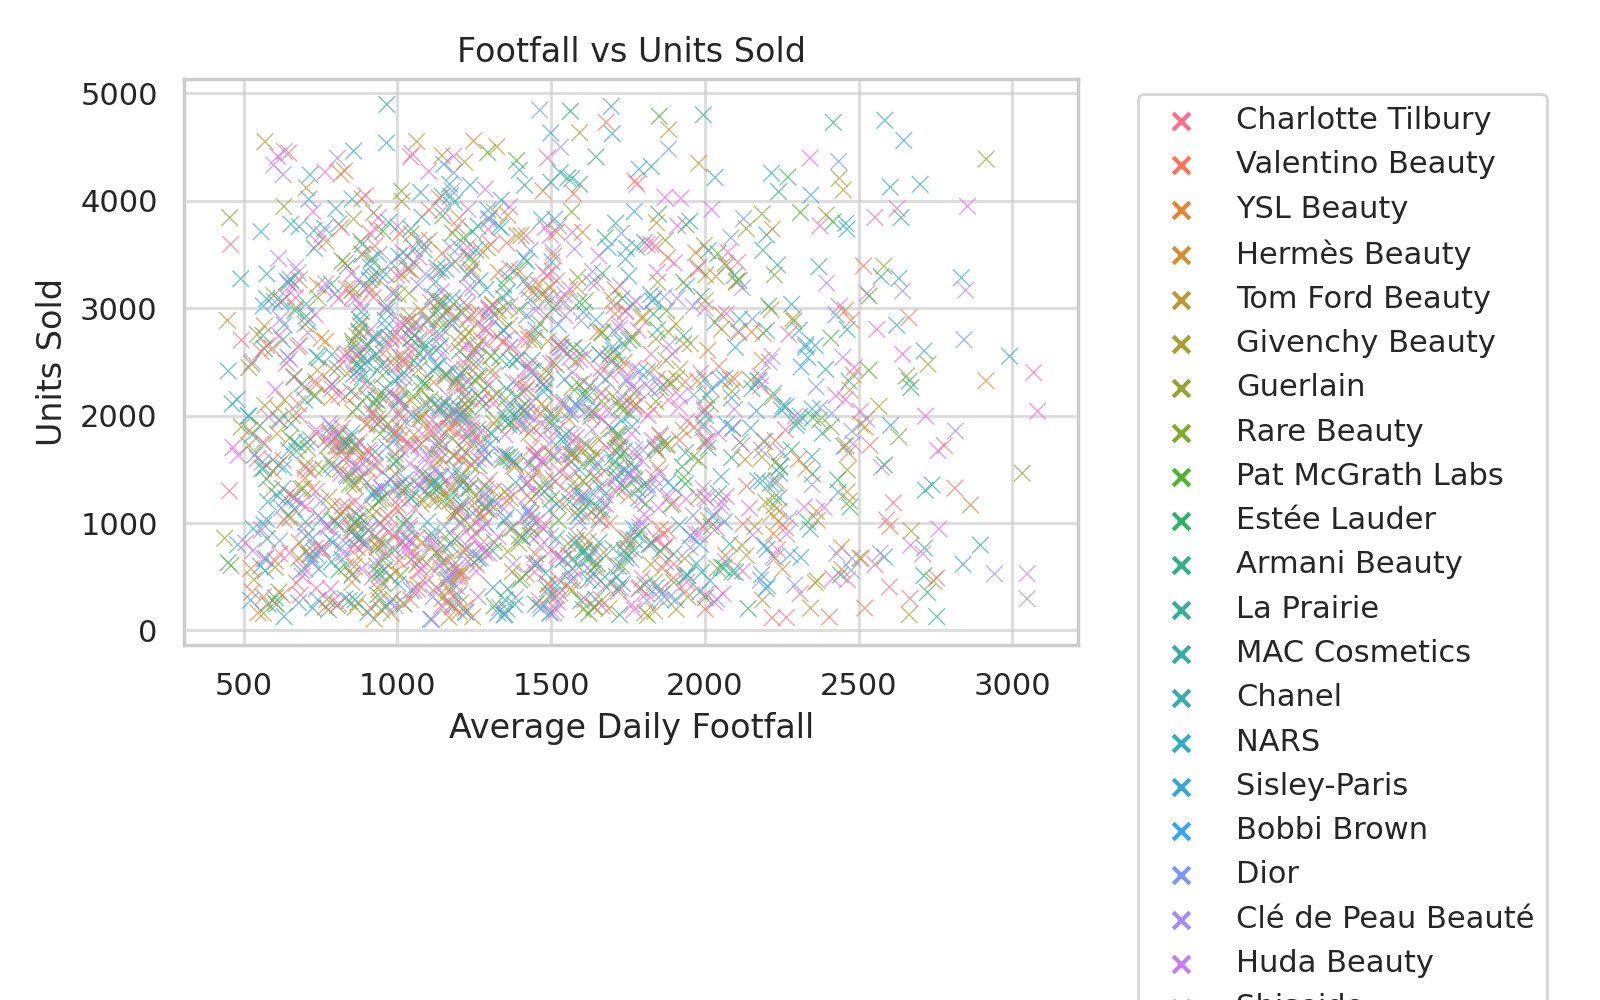 Footfall vs Units Sold
5000
4000
3000
2000
1000
0
Units Sold
500 1000 1500 2000 2500 3000
Average Daily Footfall
Charlotte Tilbury
Valentino Beauty
YSL Beauty
Hermès Beauty
Tom Ford Beauty
Givenchy Beauty
Guerlain
Rare Beauty
Pat McGrath Labs
Estée Lauder
Armani Beauty
La Prairie
MAC Cosmetics
Chanel
NARS
Sisley-Paris
Bobbi Brown
Dior
Clé de Peau Beauté
Huda Beauty